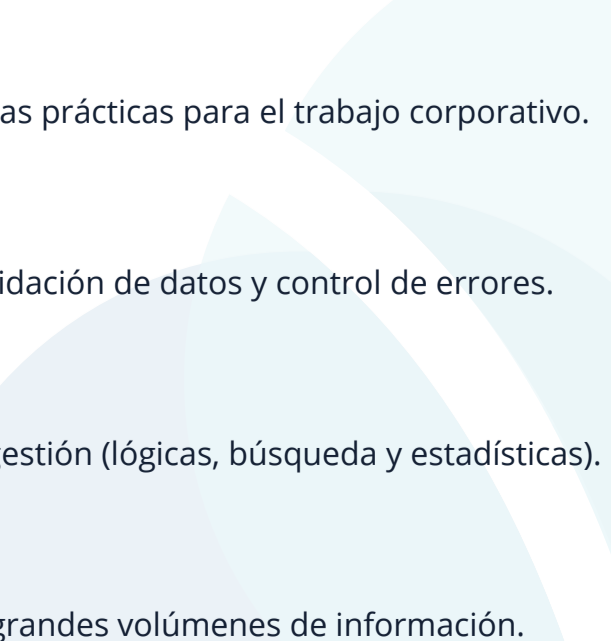 as prácticas para el trabajo corporativo.
idación de datos y control de errores.
gestión (lógicas, búsqueda y estadísticas).
grandes volúmenes de información.